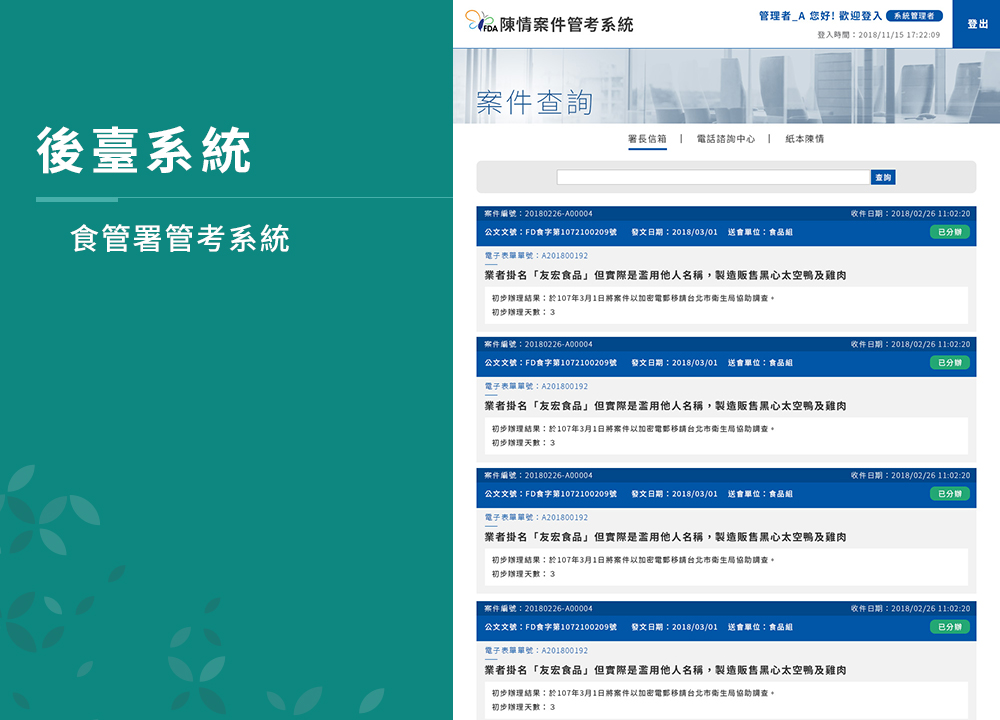 後臺系統
食管署管考系統
FDA 陳情案件管考系統
管理者_A 您好! 歡迎登入 系統管理者
登入時間：2018/11/15 17:22:09
登出
案件查詢
署長信箱 | 電話諮詢中心 | 紙本陳情
查詢
案件編號：20180226-A00004 收件日期：2018/02/26 11:02:20
公文文號：FD食字第1072100209號 發文日期：2018/03/01 送會單位：食品組 已分辦
電子表單單號：A201800192
業者掛名「友宏食品」但實際是濫用他人名稱，製造販售黑心太空鴨及雞肉
初步辦理結果：於107年3月1日將案件以加密電郵移請台北市衛生局協助調查。
初步辦理天數：3
案件編號：20180226-A00004 收件日期：2018/02/26 11:02:20
公文文號：FD食字第1072100209號 發文日期：2018/03/01 送會單位：食品組 已分辦
電子表單單號：A201800192
業者掛名「友宏食品」但實際是濫用他人名稱，製造販售黑心太空鴨及雞肉
初步辦理結果：於107年3月1日將案件以加密電郵移請台北市衛生局協助調查。
初步辦理天數：3
案件編號：20180226-A00004 收件日期：2018/02/26 11:02:20
公文文號：FD食字第1072100209號 發文日期：2018/03/01 送會單位：食品組 已分辦
電子表單單號：A201800192
業者掛名「友宏食品」但實際是濫用他人名稱，製造販售黑心太空鴨及雞肉
初步辦理結果：於107年3月1日將案件以加密電郵移請台北市衛生局協助調查。
初步辦理天數：3
案件編號：20180226-A00004 收件日期：2018/02/26 11:02:20
公文文號：FD食字第1072100209號 發文日期：2018/03/01 送會單位：食品組 已分辦
電子表單單號：A201800192
業者掛名「友宏食品」但實際是濫用他人名稱，製造販售黑心太空鴨及雞肉
初步辦理結果：於107年3月1日將案件以加密電郵移請台北市衛生局協助調查。
初步辦理天數：3